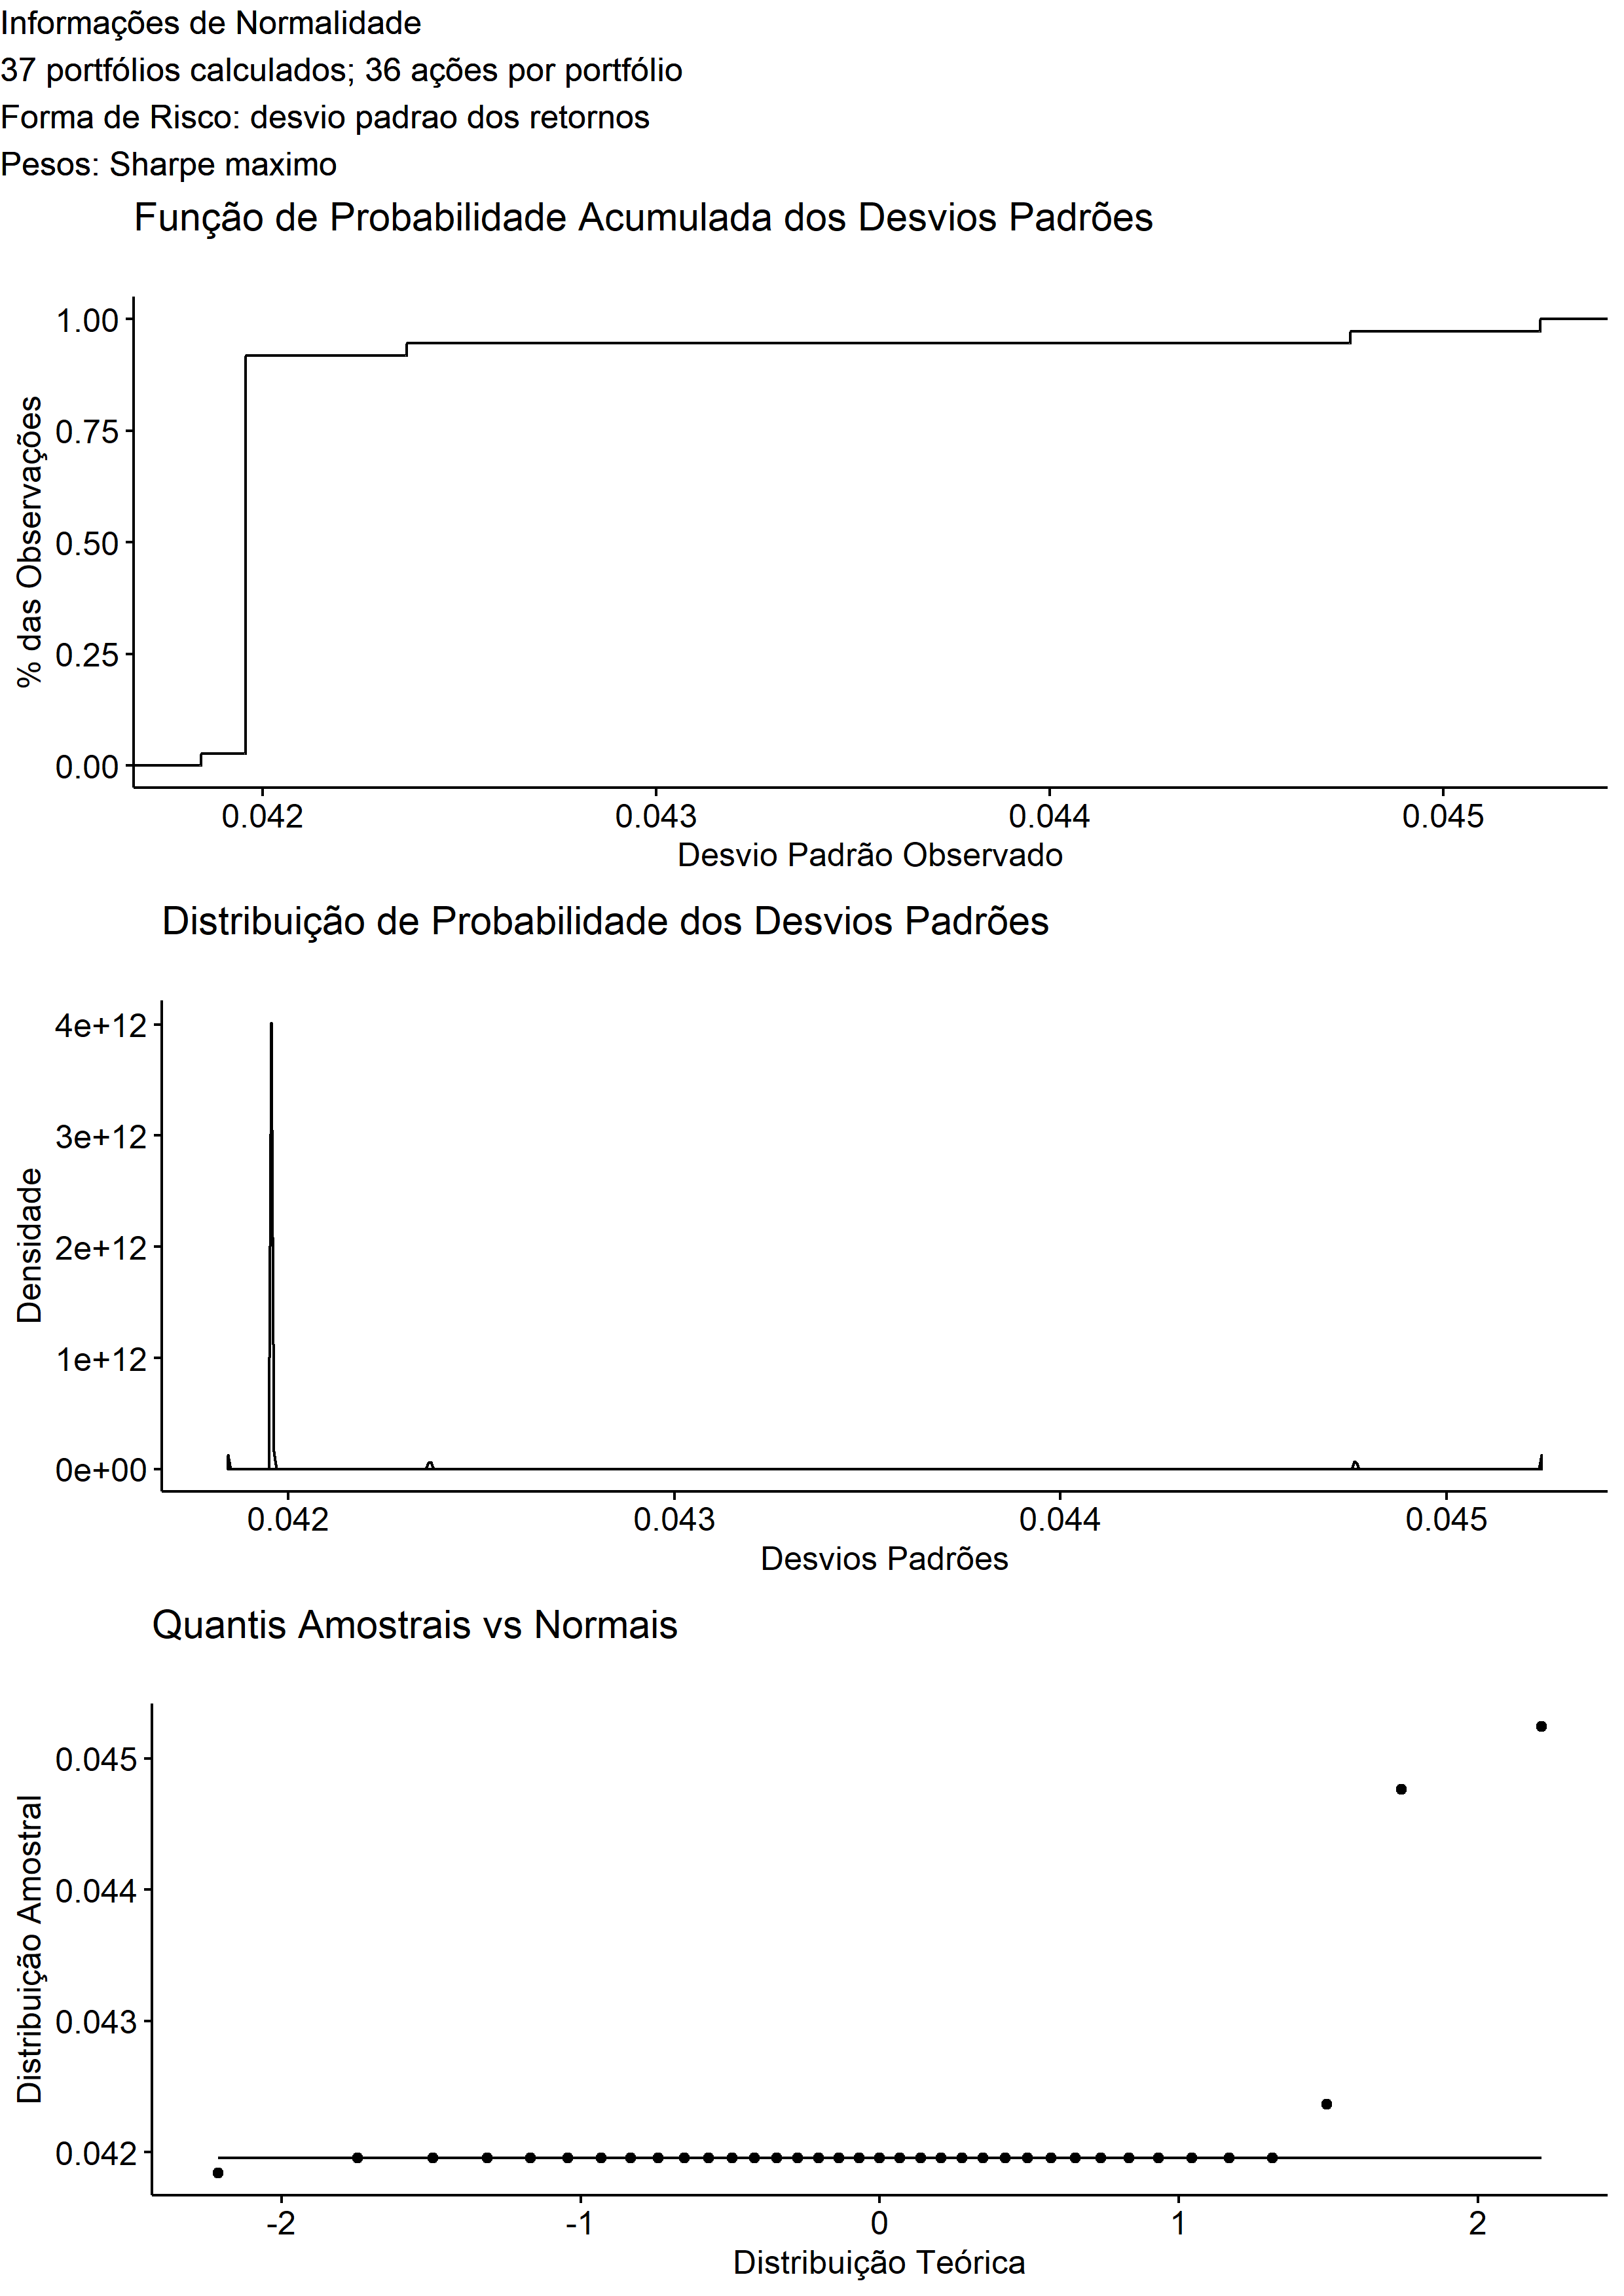 Informações de Normalidade
37 portfólios calculados; 36 ações por portfólio
Forma de Risco: desvio padrao dos retornos
Pesos: Sharpe maximo
Função de Probabilidade Acumulada dos Desvios Padrões
% das Observações
1.00
0.75
0.50
0.25
0.00
0.042 0.043 0.044 0.045
Desvio Padrão Observado
Distribuição de Probabilidade dos Desvios Padrões
Densidade
4e+12
3e+12
2e+12
1e+12
0e+00
0.042 0.043 0.044 0.045
Desvios Padrões
Quantis Amostrais vs Normais
Distribuição Amostral
0.045
0.044
0.043
0.042
-2 -1 0 1 2
Distribuição Teórica